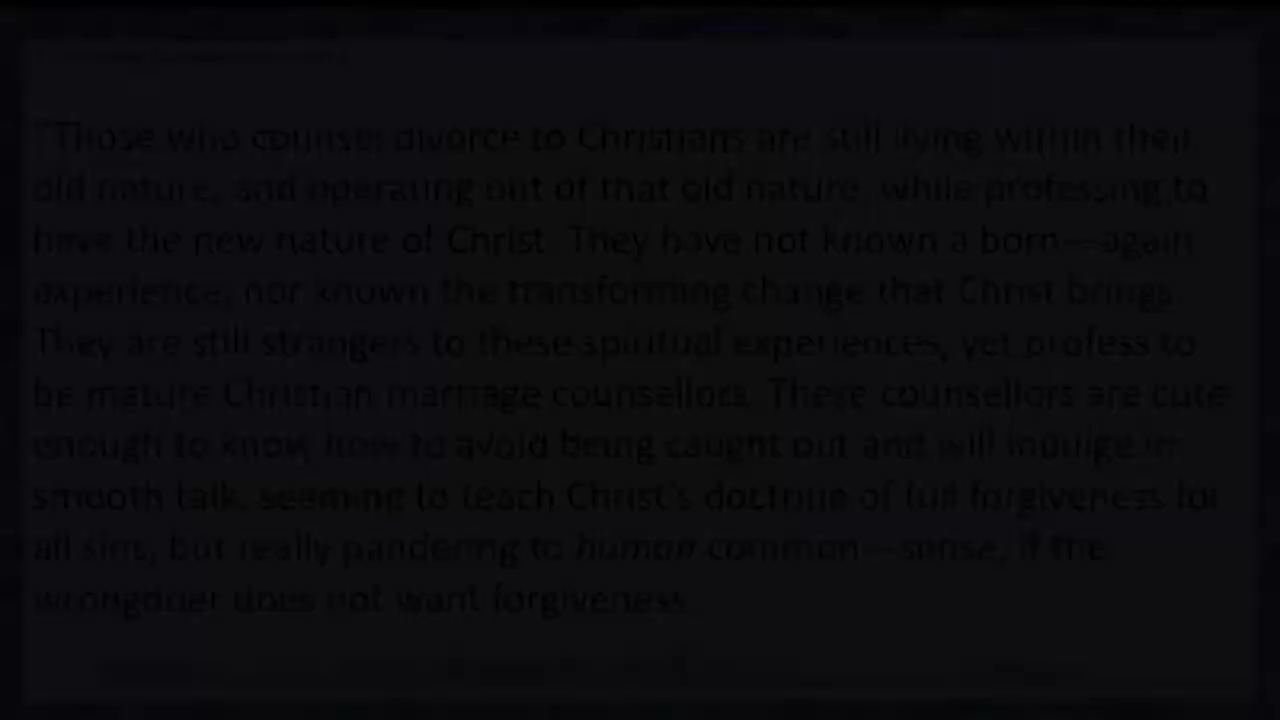 "Those who counsel divorce to Christians are still living within their
old nature, and operating out of that old nature, while professing to
have the new nature of Christ. They have not known a born—again
experience, nor known the transforming change that Christ brings.
They are still strangers to these spiritual experiences, yet profess to
be mature Christian marriage counsellors. These counsellors are cute
enough to know how to avoid being caught out and will indulge in
smooth talk, seeming to teach Christ's doctrine of full forgiveness for
all sins, but really pandering to human common—sense, if the
wrongdoer does not want forgiveness.